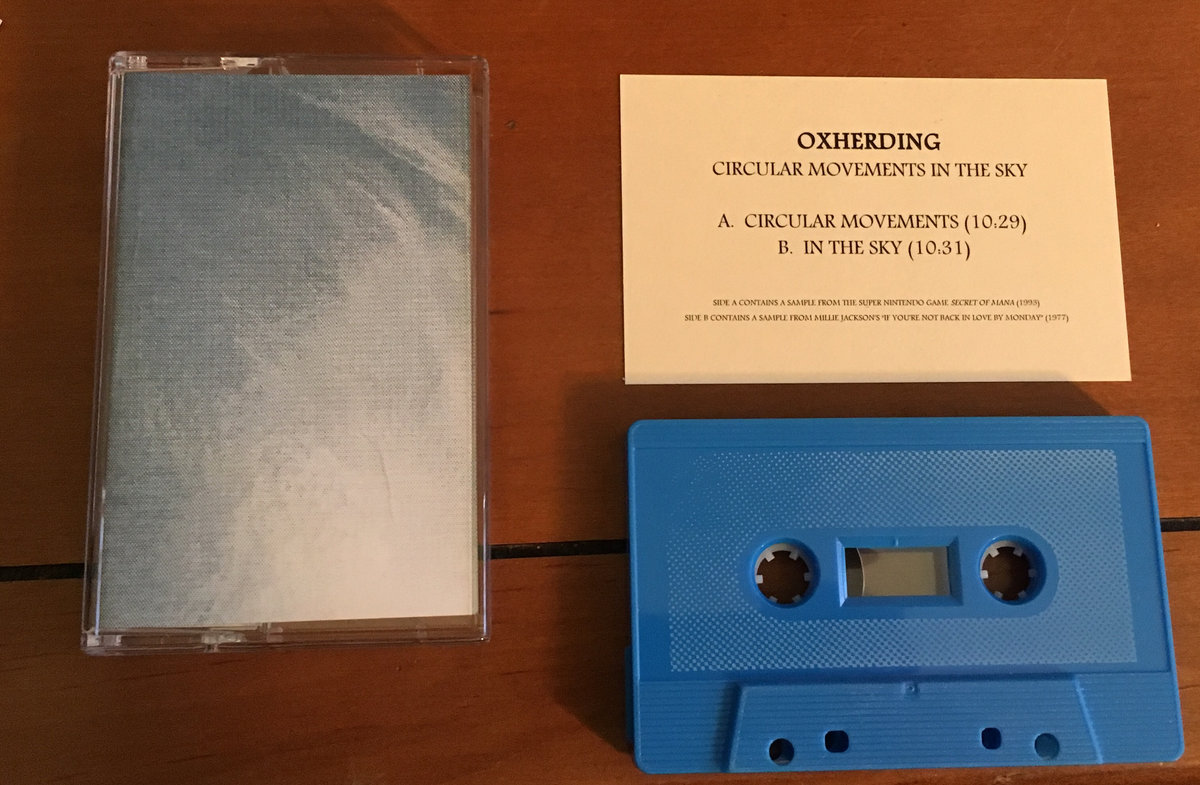 OXHERDING
CIRCULAR MOVEMENTS IN THE SKY
A. CIRCULAR MOVEMENTS (10:29)
B. IN THE SKY (10:31)
SIDE A CONTAINS A SAMPLE FROM THE SUPER NINTENDO GAME SECRET OF MANA (1993)
SIDE B CONTAINS A SAMPLE FROM MILLIE JACKSON'S "IF YOU'RE NOT BACK IN LOVE BY MONDAY" (1977)